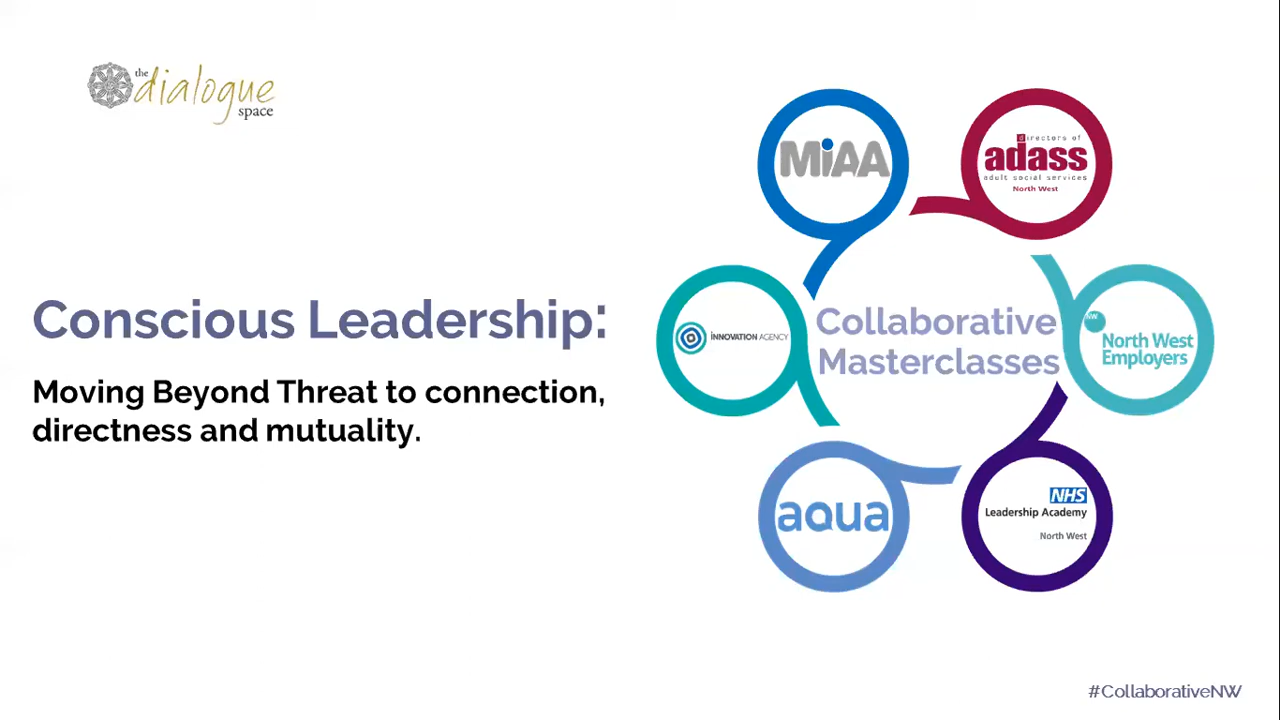 the
dialogue
space
Conscious Leadership:
Moving Beyond Threat to connection,
directness and mutuality.
MiAA
directors of
adass
adult social services
North West
iNNOVATION AGENCY
Collaborative
Masterclasses
NW
North West
Employers
aqua
NHS
Leadership Academy
North West
#CollaborativeNW